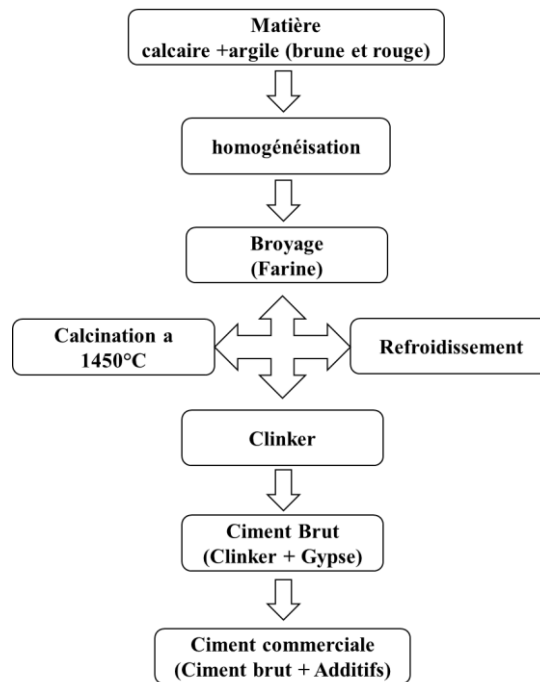 Matière
calcaire +argile (brune et rouge)
homogénéisation
Broyage
(Farine)
Calcination a
1450°C
Refroidissement
Clinker
Ciment Brut
(Clinker + Gypse)
Ciment commerciale
(Ciment brut + Additifs)